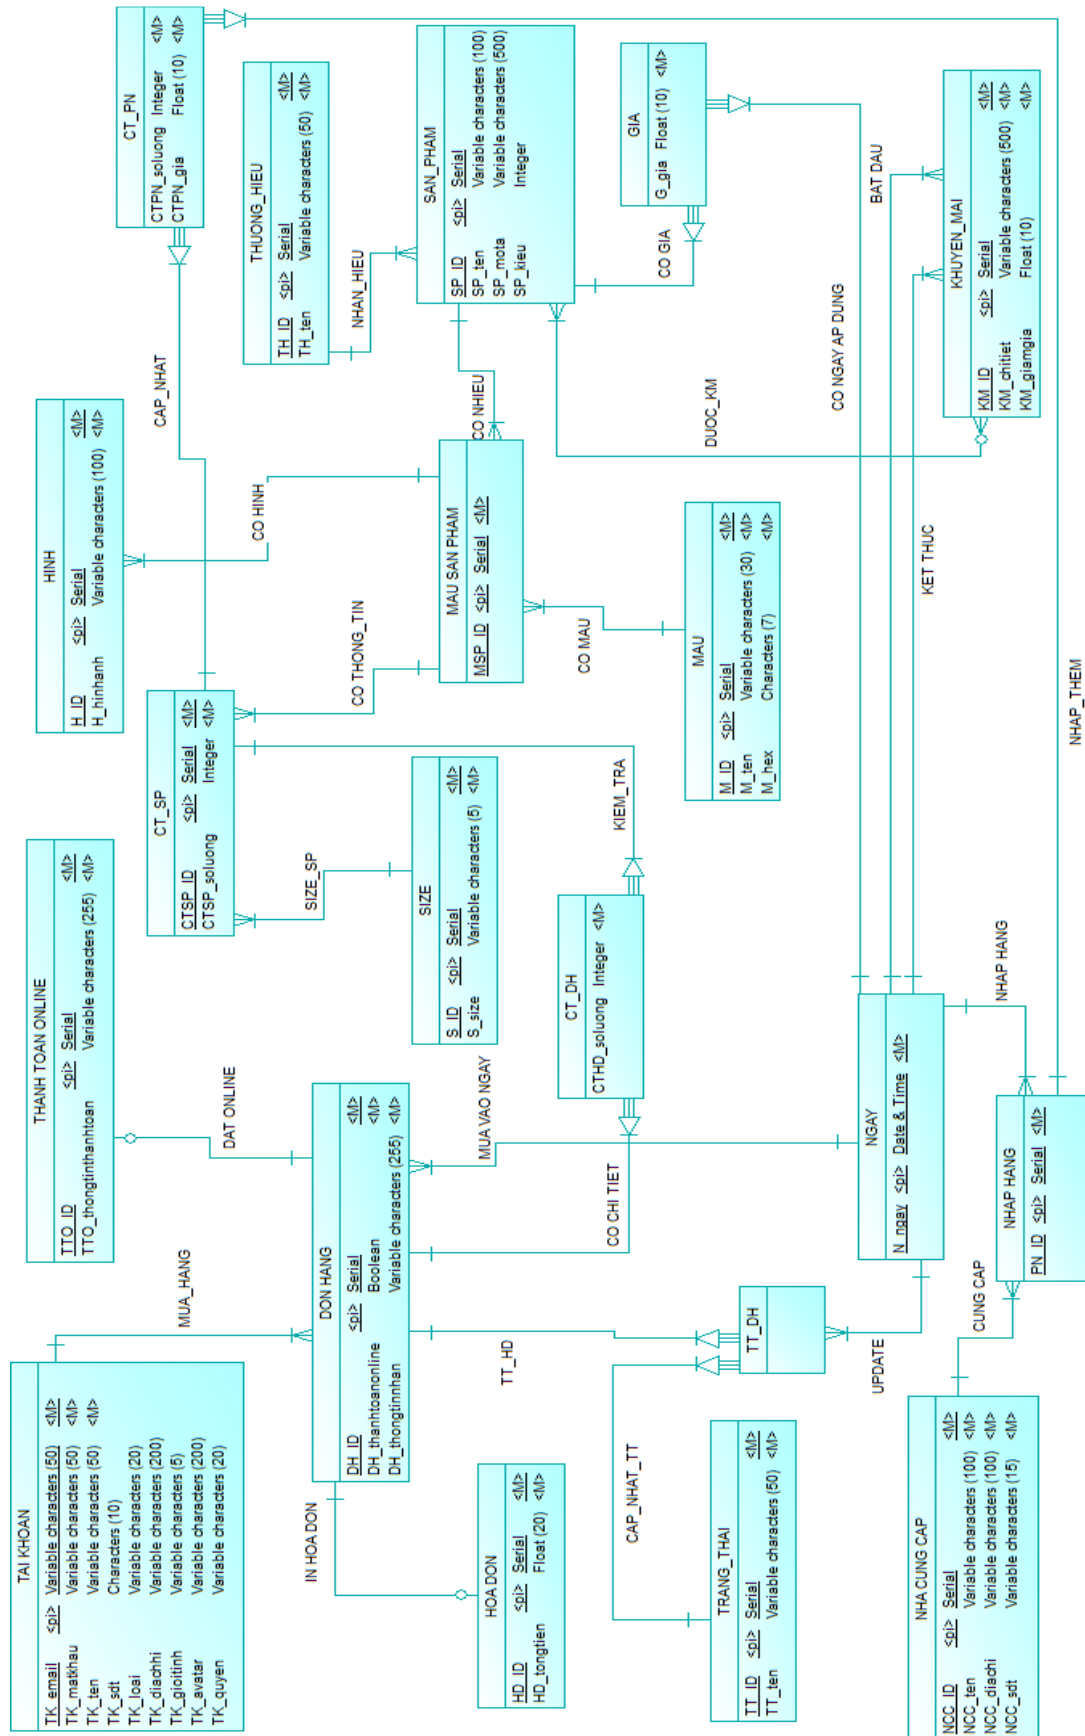 TAI KHOAN
TK_email <pi> Variable characters (50) <M>
TK_matkhau Variable characters (50) <M>
TK_ten Variable characters (50) <M>
TK_sdt Characters (10)
TK_loai Variable characters (20)
TK_diachhi Variable characters (200)
TK_gioitinh Variable characters (5)
TK_avatar Variable characters (200)
TK_quyen Variable characters (20)
MUA_HANG
THANH TOAN ONLINE
TTO_ID <pi> Serial <M>
TTO_thongtinthanhtoan Variable characters (255) <M>
DAT ONLINE
HINH
H_ID <pi> Serial <M>
H_hinhanh Variable characters (100) <M>
CAP_NHAT
CT_PN
CTPN_soluong Integer <M>
CTPN_gia Float (10) <M>
CT_SP
CTSP_ID <pi> Serial <M>
CTSP_soluong Integer <M>
CO HINH
THUONG_HIEU
TH_ID <pi> Serial <M>
TH_ten Variable characters (50) <M>
NHAN_HIEU
SIZE_SP
CO THONG_TIN
DON HANG
DH_ID <pi> Serial <M>
DH_thanhtoanonline Boolean <M>
DH_thongtinnhan Variable characters (255) <M>
IN HOA DON
SIZE
S_ID <pi> Serial <M>
S_size Variable characters (5) <M>
MAU SAN PHAM
MSP_ID <pi> Serial <M>
CO NHIEU
SAN_PHAM
SP_ID <pi> Serial <M>
SP_ten Variable characters (100) <M>
SP_mota Variable characters (500) <M>
SP_kieu Integer
HOA DON
HD_ID <pi> Serial <M>
HD_tongtien Float (20) <M>
TT_HD
MUA VAO NGAY
CO CHI TIET
CT_DH
CTHD_soluong Integer <M>
KIEM_TRA
CO MAU
GIA
G_gia Float (10) <M>
CO GIA
CAP_NHAT_TT
MAU
M_ID <pi> Serial <M>
M_ten Variable characters (30) <M>
M_hex Characters (7) <M>
DUOC_KM
TRANG_THAI
TT_ID <pi> Serial <M>
TT_ten Variable characters (50) <M>
TT_DH
UPDATE
CO NGAY AP DUNG
BAT DAU
NGAY
N_ngay <pi> Date & Time <M>
KET THUC
KHUYEN_MAI
KM_ID <pi> Serial <M>
KM_chitiet Variable characters (500) <M>
KM_giamgia Float (10) <M>
NHA CUNG CAP
NCC_ID <pi> Serial <M>
NCC_ten Variable characters (100) <M>
NCC_diachi Variable characters (100) <M>
NCC_sdt Variable characters (15) <M>
CUNG CAP
NHAP HANG
NHAP HANG
PN_ID <pi> Serial <M>
NHAP_THEM